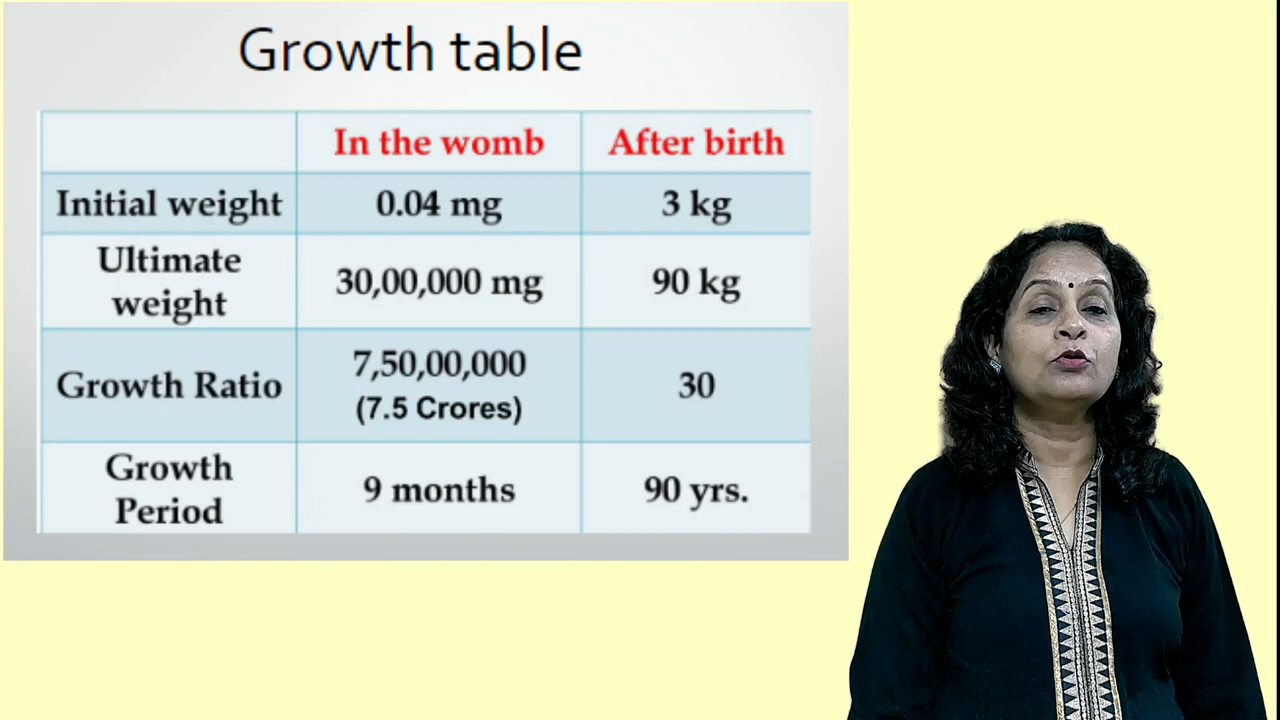 Growth table
In the womb After birth
Initial weight 0.04 mg 3 kg
Ultimate
weight 30,00,000 mg 90 kg
Growth Ratio 7,50,00,000
(7.5 Crores) 30
Growth
Period 9 months 90 yrs.